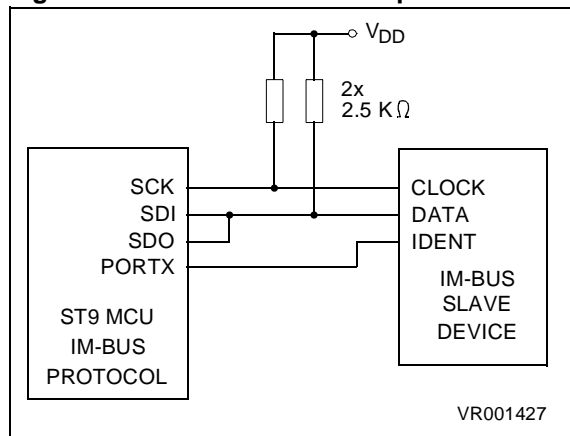 VDD
2x
2.5 KΩ
SCK
SDI
SDO
PORTX
ST9 MCU
IM-BUS
PROTOCOL
CLOCK
DATA
IDENT
IM-BUS
SLAVE
DEVICE
VR001427